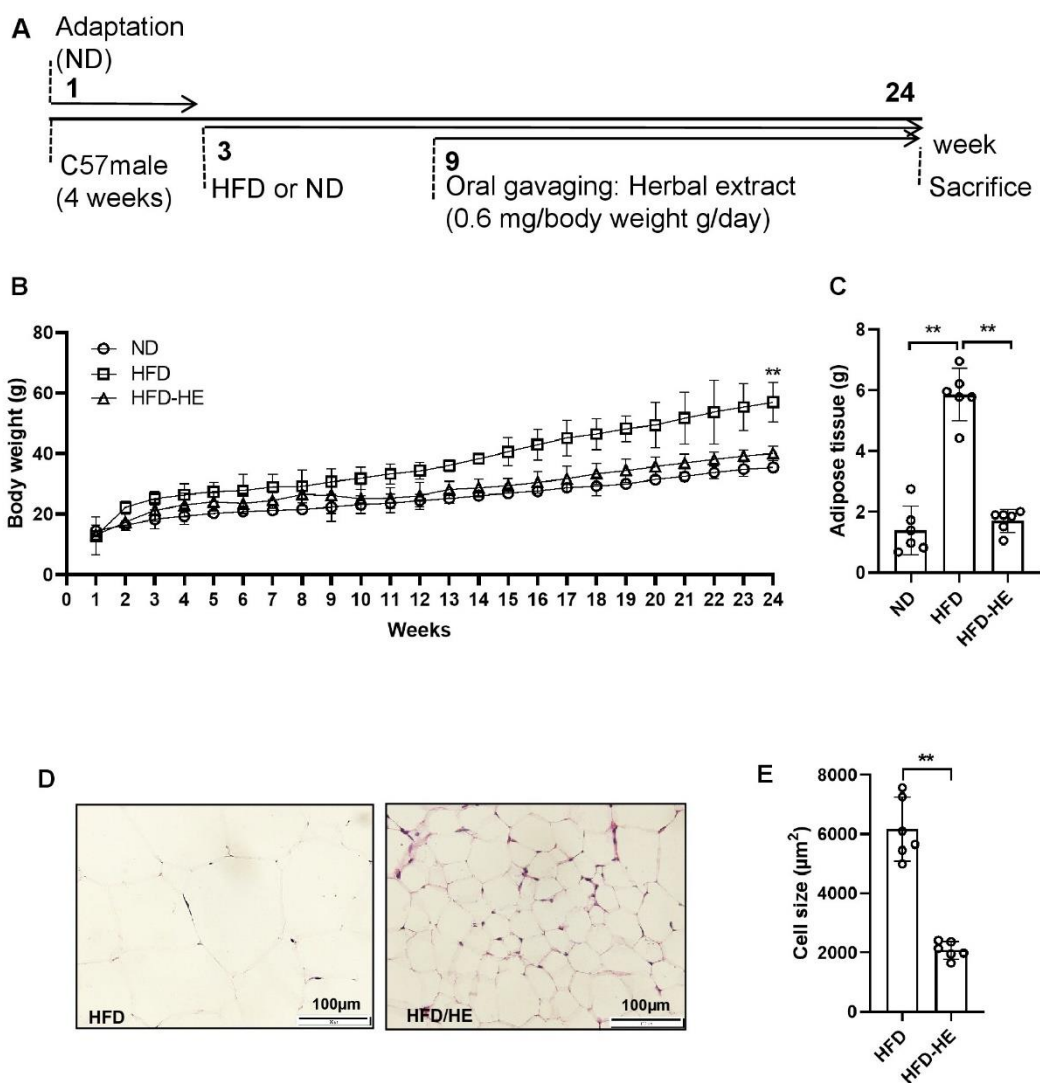 A
Adaptation
(ND)
1
24
C57male
(4 weeks)
3
HFD or ND
9
Oral gavaging: Herbal extract
(0.6 mg/body weight g/day)
week
Sacrifice
B
80
60
40
20
0
Body weight (g)
ND
HFD
HFD-HE
**
0 1 2 3 4 5 6 7 8 9 10 11 12 13 14 15 16 17 18 19 20 21 22 23 24
Weeks
C
8
6
4
2
0
Adipose tissue (g)
** **
ND HFD HFD-HE
D
HFD
100µm
HFD/HE
100µm
E
8000
6000
4000
2000
0
Cell size (µm²)
**
HFD HFD-HE